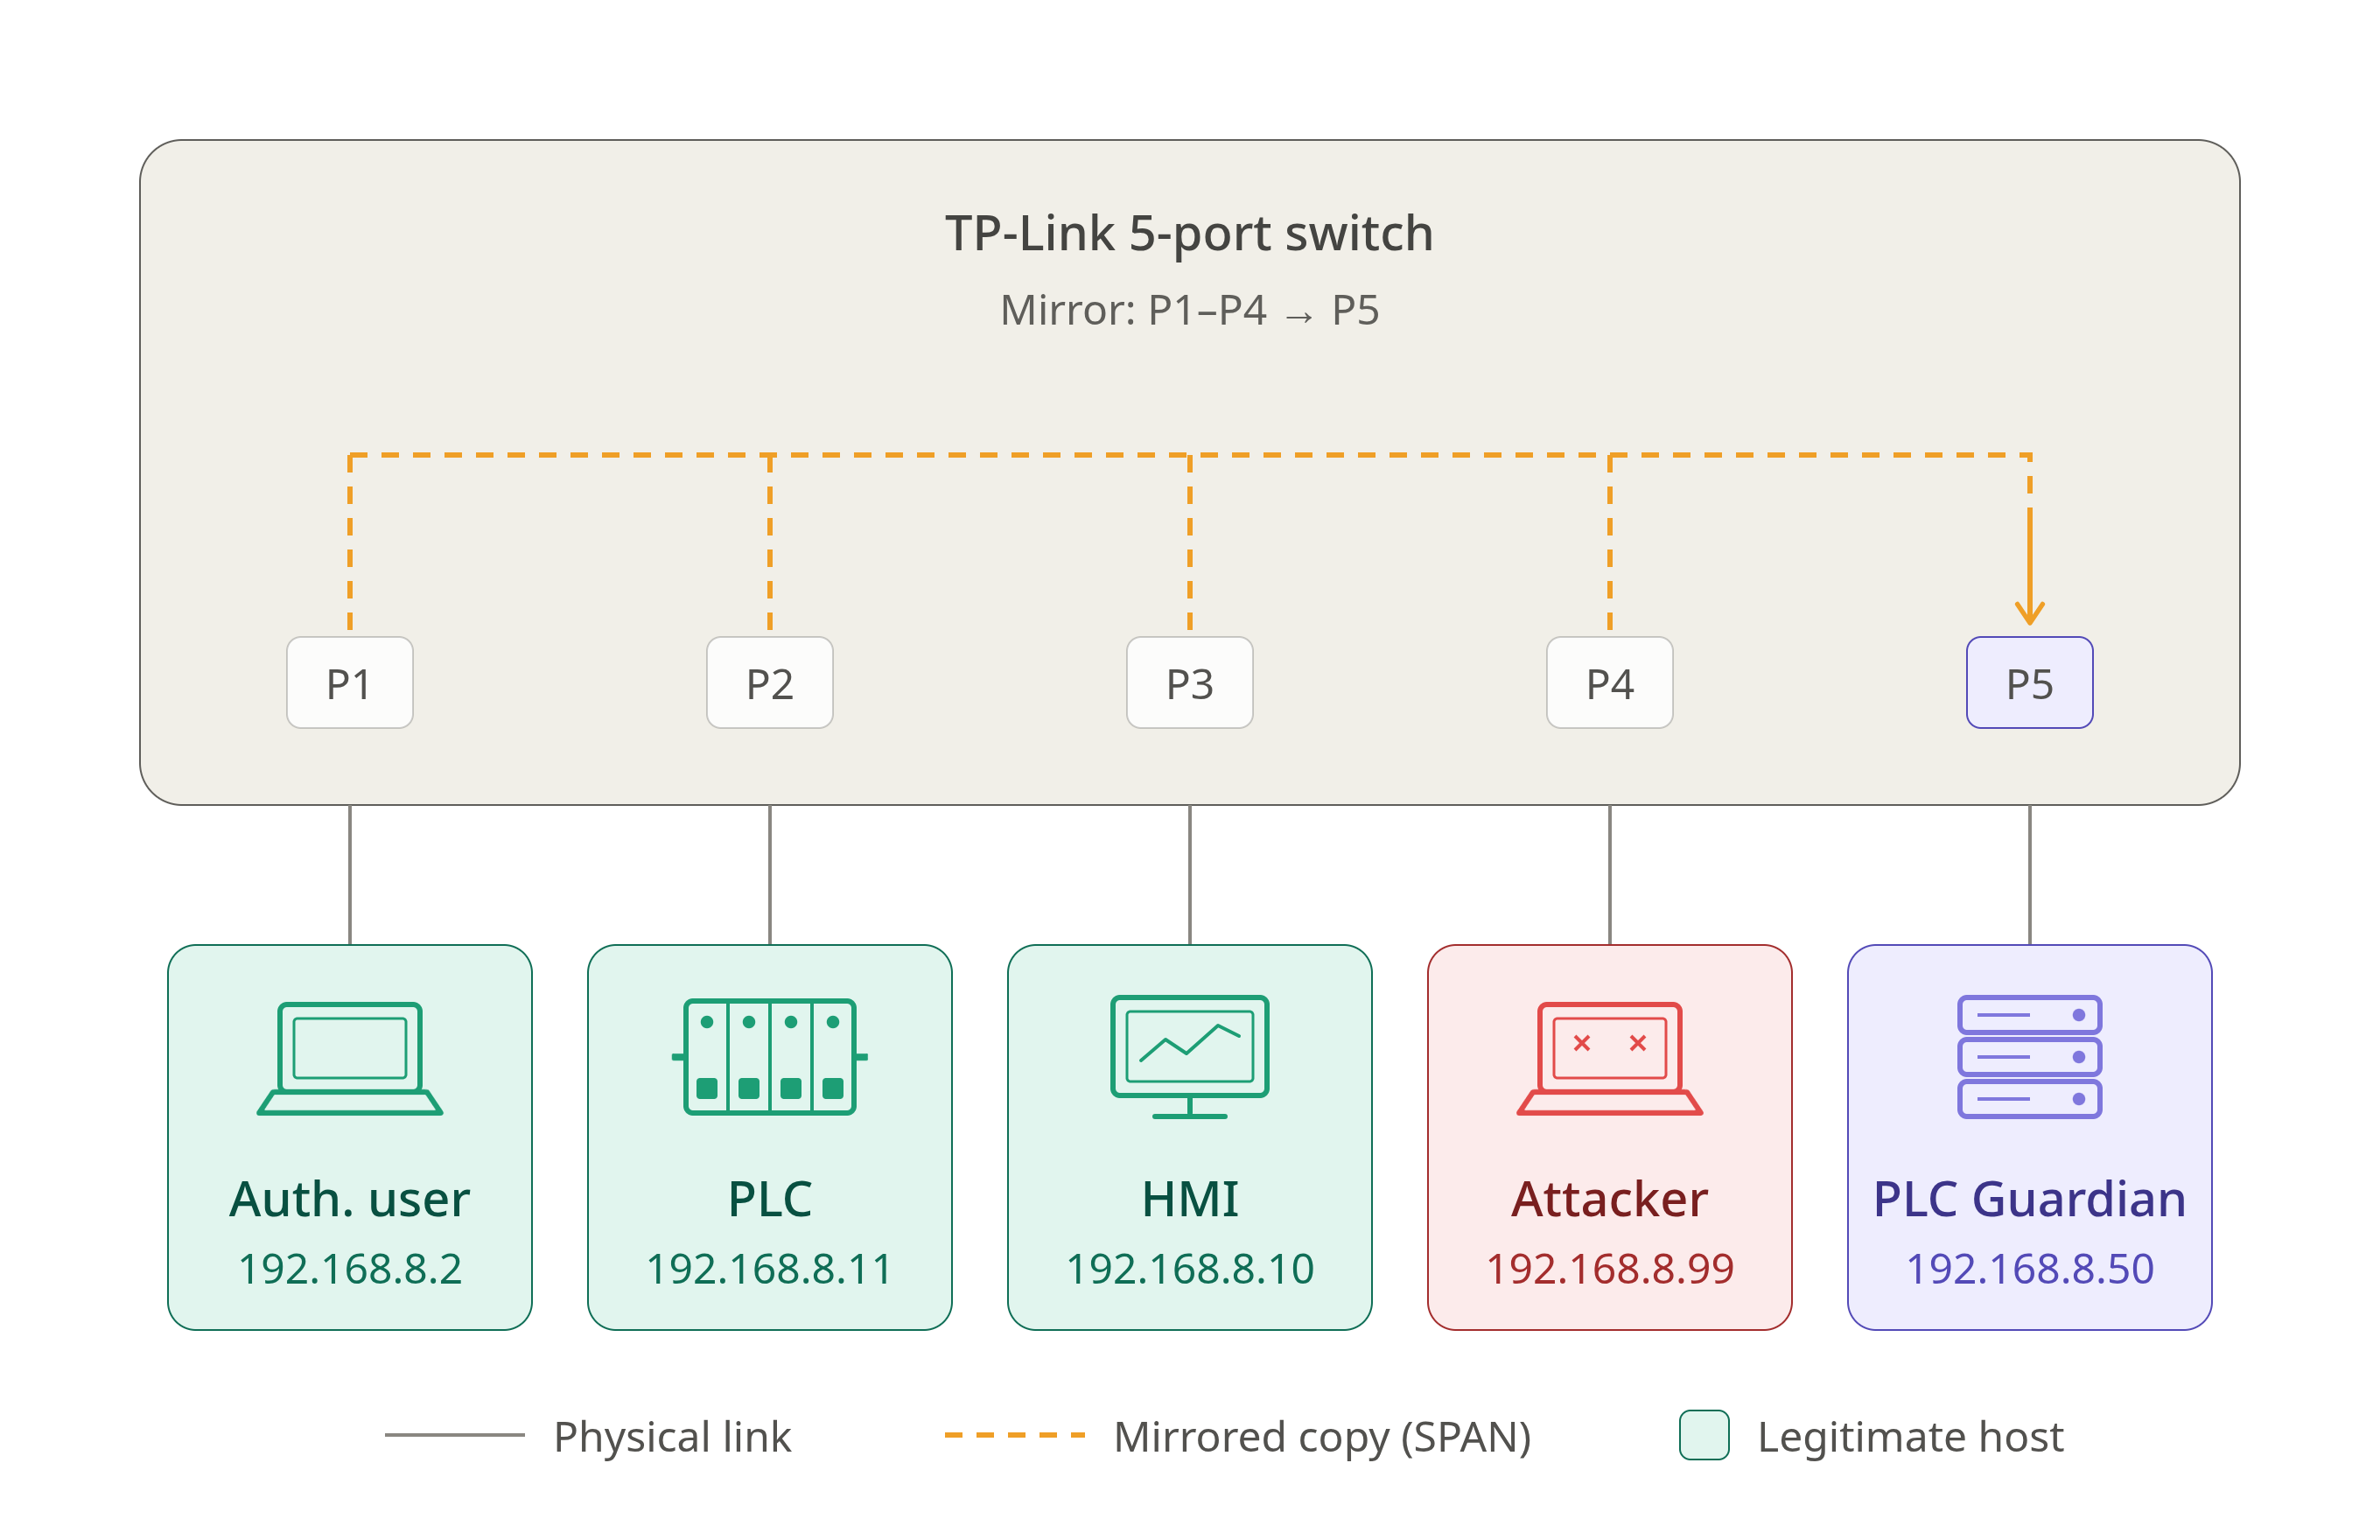 TP-Link 5-port switch
Mirror: P1–P4 → P5
P1
P2
P3
P4
P5
Auth. user
192.168.8.2
PLC
192.168.8.11
HMI
192.168.8.10
Attacker
192.168.8.99
PLC Guardian
192.168.8.50
Physical link
Mirrored copy (SPAN)
Legitimate host